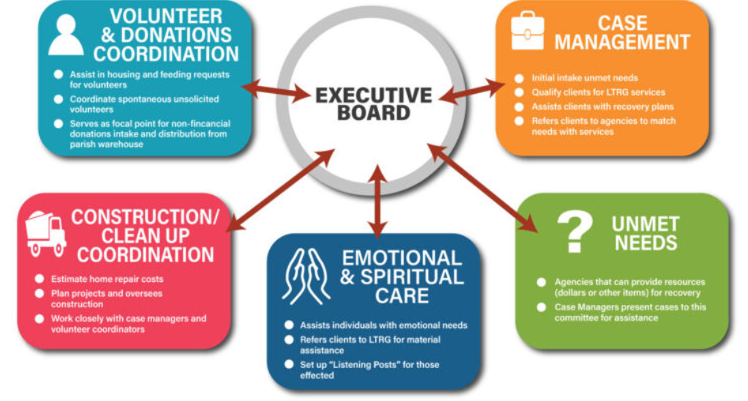 VOLUNTEER
& DONATIONS
COORDINATION
Assist in housing and feeding requests
for volunteers
Coordinate spontaneous unsolicited
volunteers
Serves as focal point for non-fincancial
donations intake and distribution from
parish warehouse
EXECUTIVE
BOARD
CASE
MANAGEMENT
Initial intake unmet needs
Qualify clients for LTRG services
Assists clients with recovery plans
Refers clients to agencies to match
needs with services
CONSTRUCTION/
CLEAN UP
COORDINATION
Estimate home repair costs
Plan projects and oversees
construction
Work closely with case managers and
volunteer coordinators
EMOTIONAL
& SPIRITUAL
CARE
Assists individuals with emotional needs
Refers clients to LTRG for material
assistance
Set up “Listening Posts” for those
effected
?
UNMET
NEEDS
Agencies that can provide resources
(dollars or other items) for recovery
Case Managers present cases to this
committee for assistance